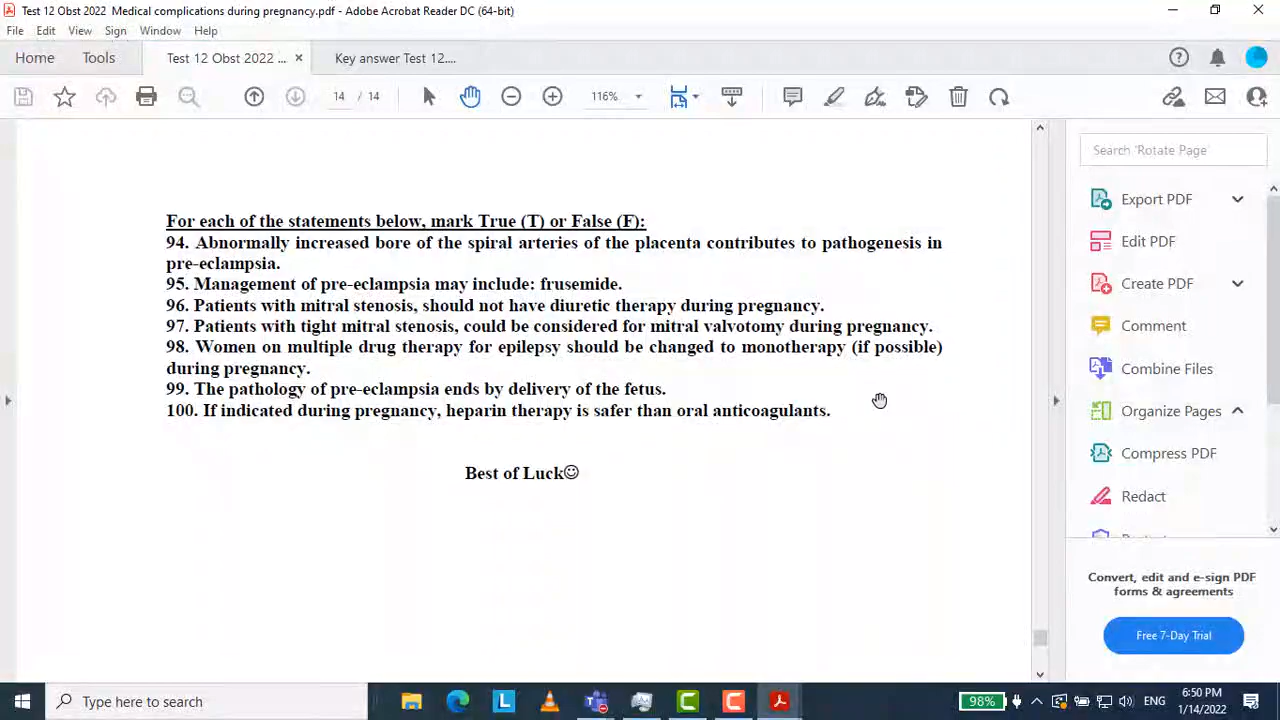 Test 12 Obst 2022 Medical complications during pregnancy.pdf - Adobe Acrobat Reader DC (64-bit)
File Edit View Sign Window Help
Home Tools Test 12 Obst 2022 ... × Key answer Test 12....
14 / 14 116%
For each of the statements below, mark True (T) or False (F):
94. Abnormally increased bore of the spiral arteries of the placenta contributes to pathogenesis in
pre-eclampsia.
95. Management of pre-eclampsia may include: frusemide.
96. Patients with mitral stenosis, should not have diuretic therapy during pregnancy.
97. Patients with tight mitral stenosis, could be considered for mitral valvotomy during pregnancy.
98. Women on multiple drug therapy for epilepsy should be changed to monotherapy (if possible)
during pregnancy.
99. The pathology of pre-eclampsia ends by delivery of the fetus.
100. If indicated during pregnancy, heparin therapy is safer than oral anticoagulants.
Best of Luck☺
Search 'Rotate Page'
Export PDF
Edit PDF
Create PDF
Comment
Combine Files
Organize Pages
Compress PDF
Redact
Convert, edit and e-sign PDF
forms & agreements
Free 7-Day Trial
Type here to search
98% ENG 6:50 PM
1/14/2022